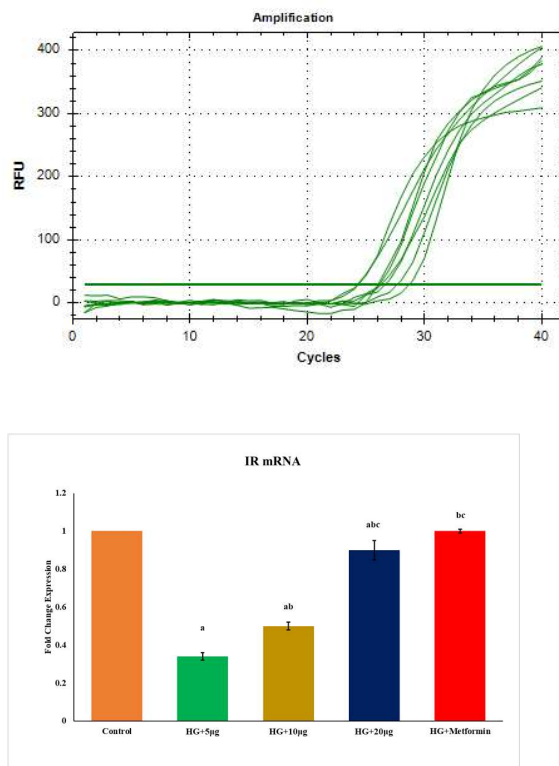 Amplification
400
300
200
100
0
RFU
0
10
20
30
40
Cycles
IR mRNA
1.2
1
0.8
0.6
0.4
0.2
0
Fold Change Expression
a
ab
abc
bc
Control
HG+5µg
HG+10µg
HG+20µg
HG+Metformin